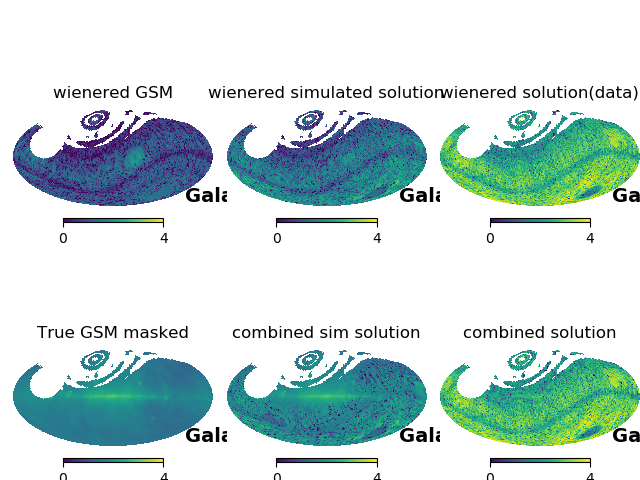 wienered GSM
wienered simulated solution
wienered solution(data)
Gala
Gala
Ga
0 4
0 4
0 4
True GSM masked
combined sim solution
combined solution
Gala
Gala
Ga
0 4
0 4
0 4